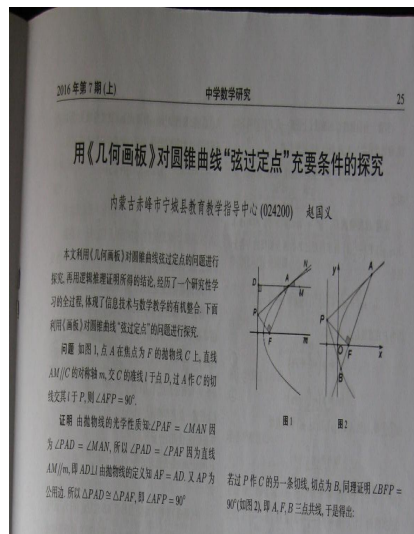 2016年第7期(上)
中学数学研究
25
用《几何画板》对圆锥曲线“弦过定点”充要条件的探究
内蒙古赤峰市宁城县教育教学指导中心(024200) 赵国义
本文利用《几何画板》对圆锥曲线弦过定点的问题进行
探究,再用逻辑推理证明所得的结论,经历了一个研究性学
习的全过程,体现了信息技术与数学教学的有机整合.下面
利用《画板》对圆锥曲线“弦过定点”的问题进行探究.
问题 如图1,点A在焦点为F的抛物线C上,直线
AM//C的对称轴m,交C的准线l于点D,过A作C的切
线交其l于P,则∠AFP=90°.
证明 由抛物线的光学性质知∠PAF=∠MAN因
为∠PAD=∠MAN,所以∠PAD=∠PAF因为直线
AM//m,即AD⊥l由抛物线的定义知AF=AD.又AP为
公用边.所以△PAD≅△PAF,即∠AFP=90°
D
A
N
M
P
F
m
图1
y
A
P
O
F
x
B
图2
若过P作C的另一条切线,切点为B,同理证明∠BFP=
90°(如图2),即A,F,B三点共线,于是得出: